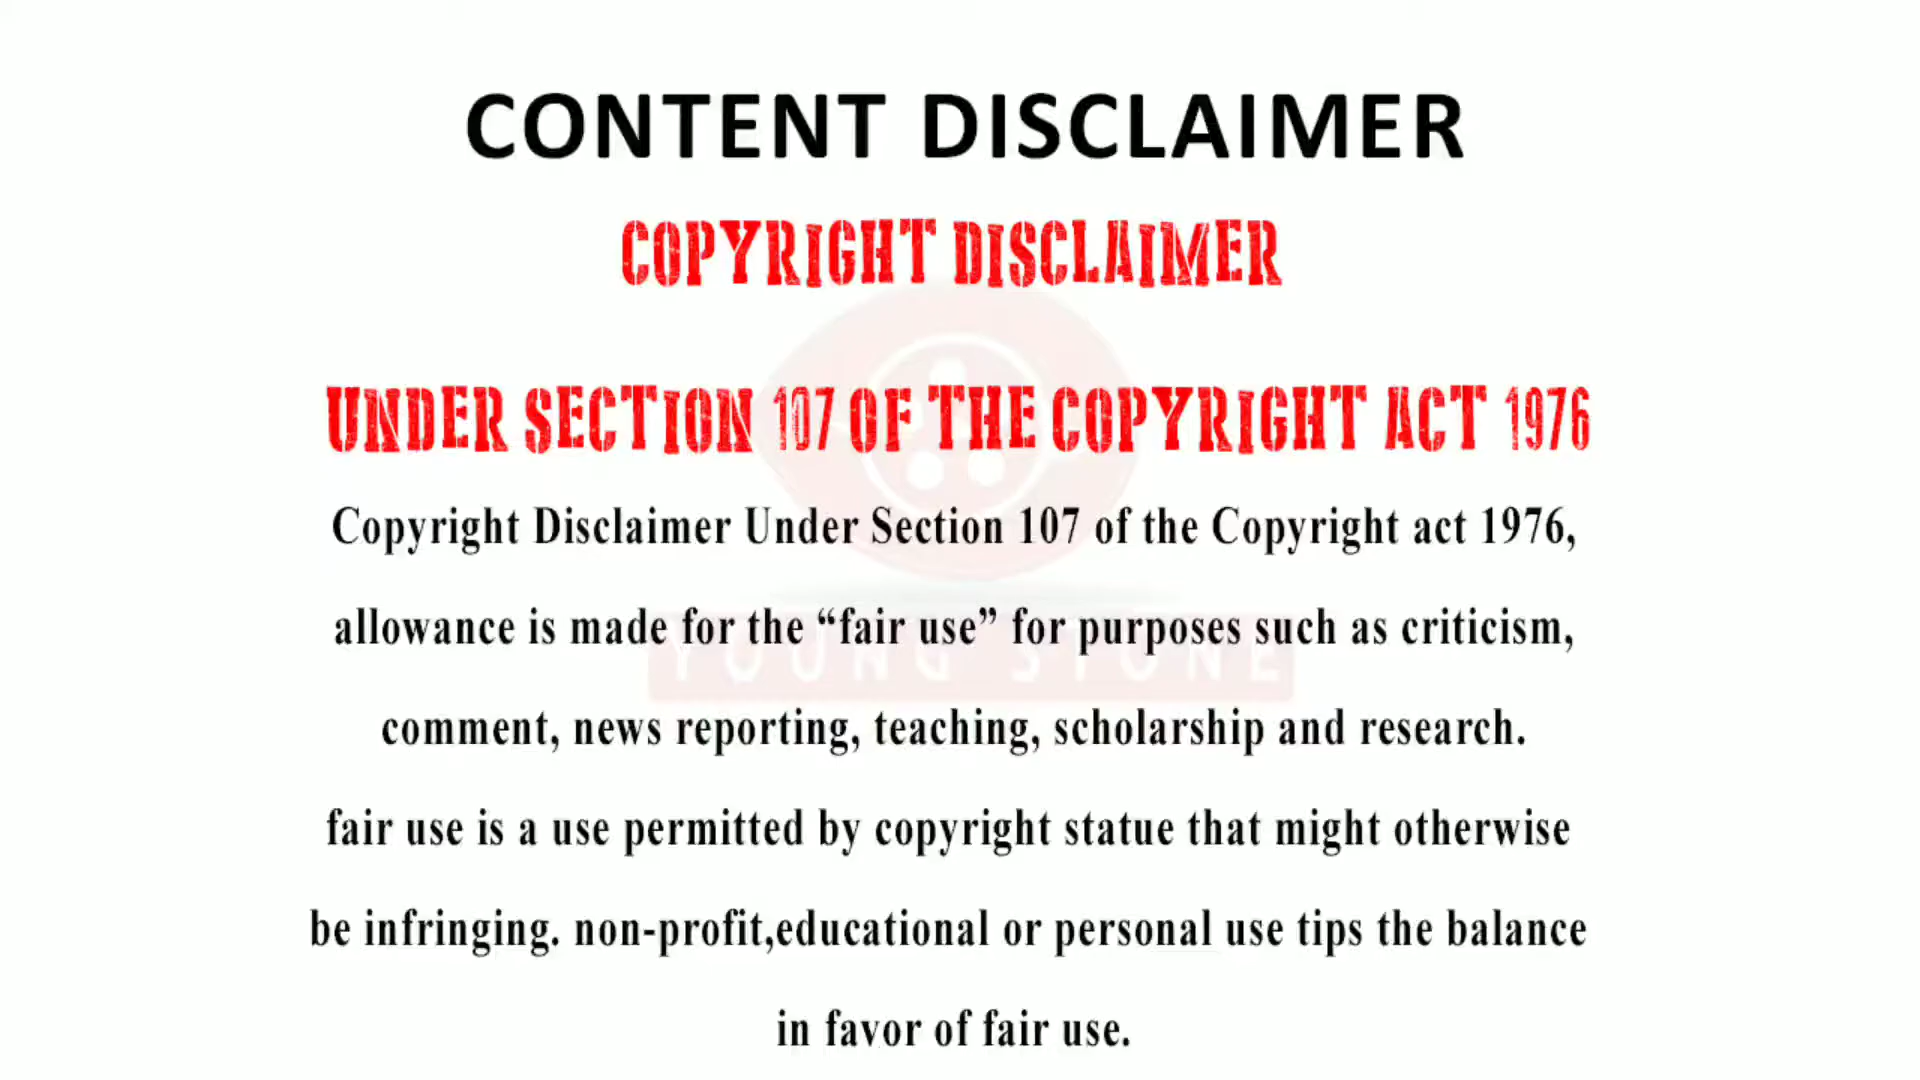 CONTENT DISCLAIMER
COPYRIGHT DISCLAIMER
UNDER SECTION 107 OF THE COPYRIGHT ACT 1976
Copyright Disclaimer Under Section 107 of the Copyright act 1976,
allowance is made for the “fair use” for purposes such as criticism,
YOUNG STONE
comment, news reporting, teaching, scholarship and research.
fair use is a use permitted by copyright statue that might otherwise
be infringing. non-profit,educational or personal use tips the balance
in favor of fair use.